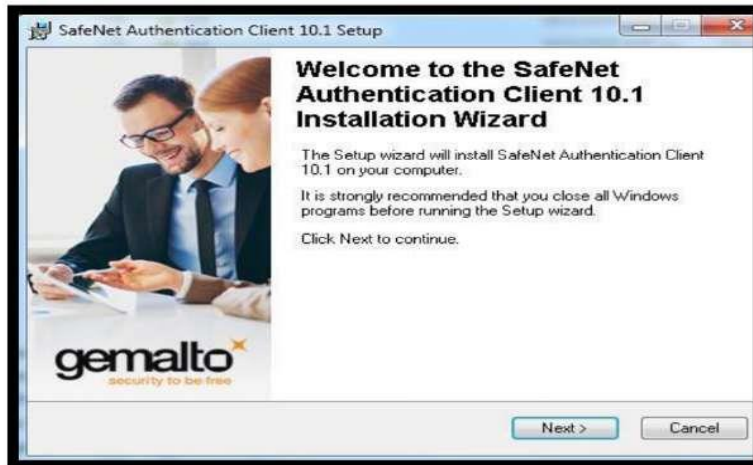 SafeNet Authentication Client 10.1 Setup
Welcome to the SafeNet
Authentication Client 10.1
Installation Wizard
The Setup wizard will install SafeNet Authentication Client
10.1 on your computer.
It is strongly recommended that you close all Windows
programs before running the Setup wizard.
Click Next to continue.
gemalto
security to be free
Next >
Cancel